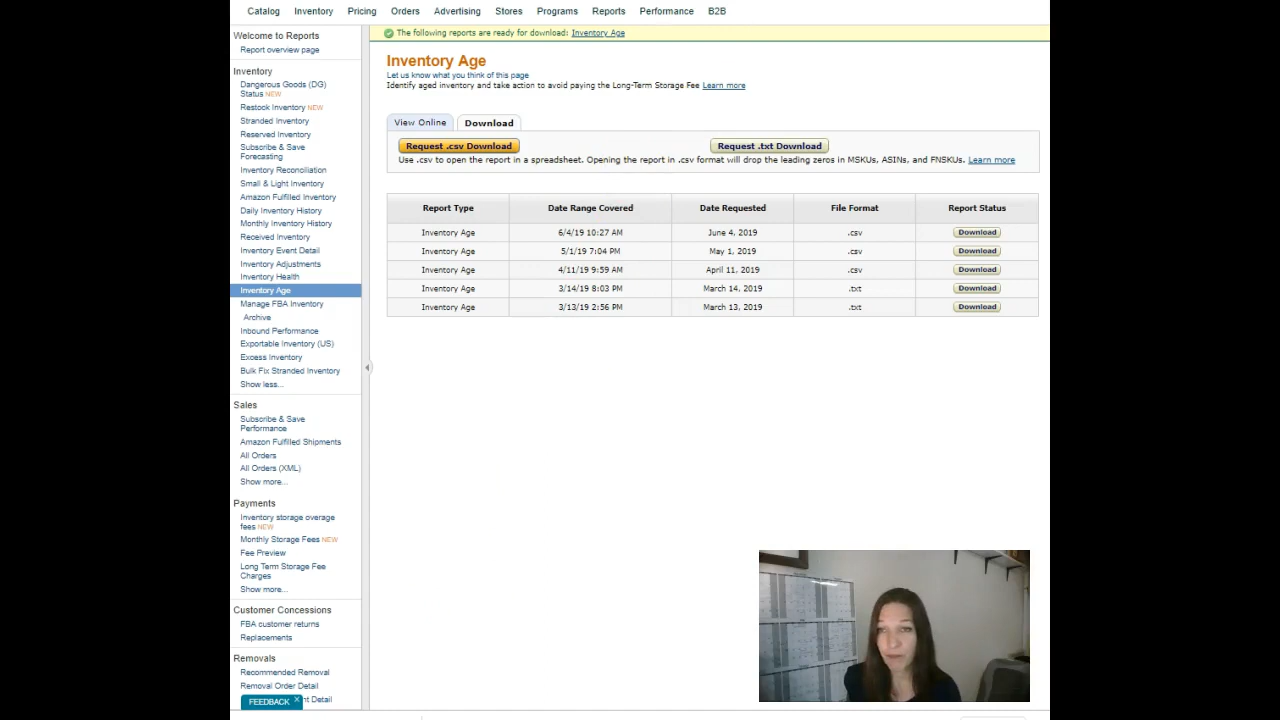 Catalog Inventory Pricing Orders Advertising Stores Programs Reports Performance B2B
Welcome to Reports
Report overview page
Inventory
Dangerous Goods (DG)
Status NEW
Restock Inventory NEW
Stranded Inventory
Reserved Inventory
Subscribe & Save
Forecasting
Inventory Reconciliation
Small & Light Inventory
Amazon Fulfilled Inventory
Daily Inventory History
Monthly Inventory History
Received Inventory
Inventory Event Detail
Inventory Adjustments
Inventory Health
Inventory Age
Manage FBA Inventory
Archive
Inbound Performance
Exportable Inventory (US)
Excess Inventory
Bulk Fix Stranded Inventory
Show less...
Sales
Subscribe & Save
Performance
Amazon Fulfilled Shipments
All Orders
All Orders (XML)
Show more...
Payments
Inventory storage overage
fees NEW
Monthly Storage Fees NEW
Fee Preview
Long Term Storage Fee
Charges
Show more...
Customer Concessions
FBA customer returns
Replacements
Removals
Recommended Removal
Removal Order Detail
nt Detail
FEEDBACK X
The following reports are ready for download: Inventory Age
Inventory Age
Let us know what you think of this page
Identify aged inventory and take action to avoid paying the Long-Term Storage Fee Learn more
View Online Download
Request .csv Download Request .txt Download
Use .csv to open the report in a spreadsheet. Opening the report in .csv format will drop the leading zeros in MSKUs, ASINs, and FNSKUs. Learn more
Report Type Date Range Covered Date Requested File Format Report Status
Inventory Age 6/4/19 10:27 AM June 4, 2019 .csv Download
Inventory Age 5/1/19 7:04 PM May 1, 2019 .csv Download
Inventory Age 4/11/19 9:59 AM April 11, 2019 .csv Download
Inventory Age 3/14/19 8:03 PM March 14, 2019 .txt Download
Inventory Age 3/13/19 2:56 PM March 13, 2019 .txt Download